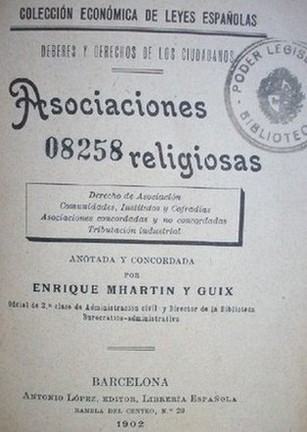 COLECCIÓN ECONÓMICA DE LEYES ESPAÑOLAS
DEBERES Y DERECHOS DE LOS CIUDADANOS
PODER LEGIS
BIBLIOTEC
Asociaciones
08258 religiosas
Derecho de Asociación
Comunidades, Institutos y Cofradías
Asociaciones concordadas y no concordadas
Tributación industrial
ANOTADA Y CONCORDADA
POR
ENRIQUE MHARTIN Y GUIX
Oficial de 2.ª clase de Administración civil y Director de la Biblioteca
Burocrático-administrativa
BARCELONA
ANTONIO LÓPEZ, EDITOR, LIBRERÍA ESPAÑOLA
RAMBLA DEL CENTRO, N.º 20
1902